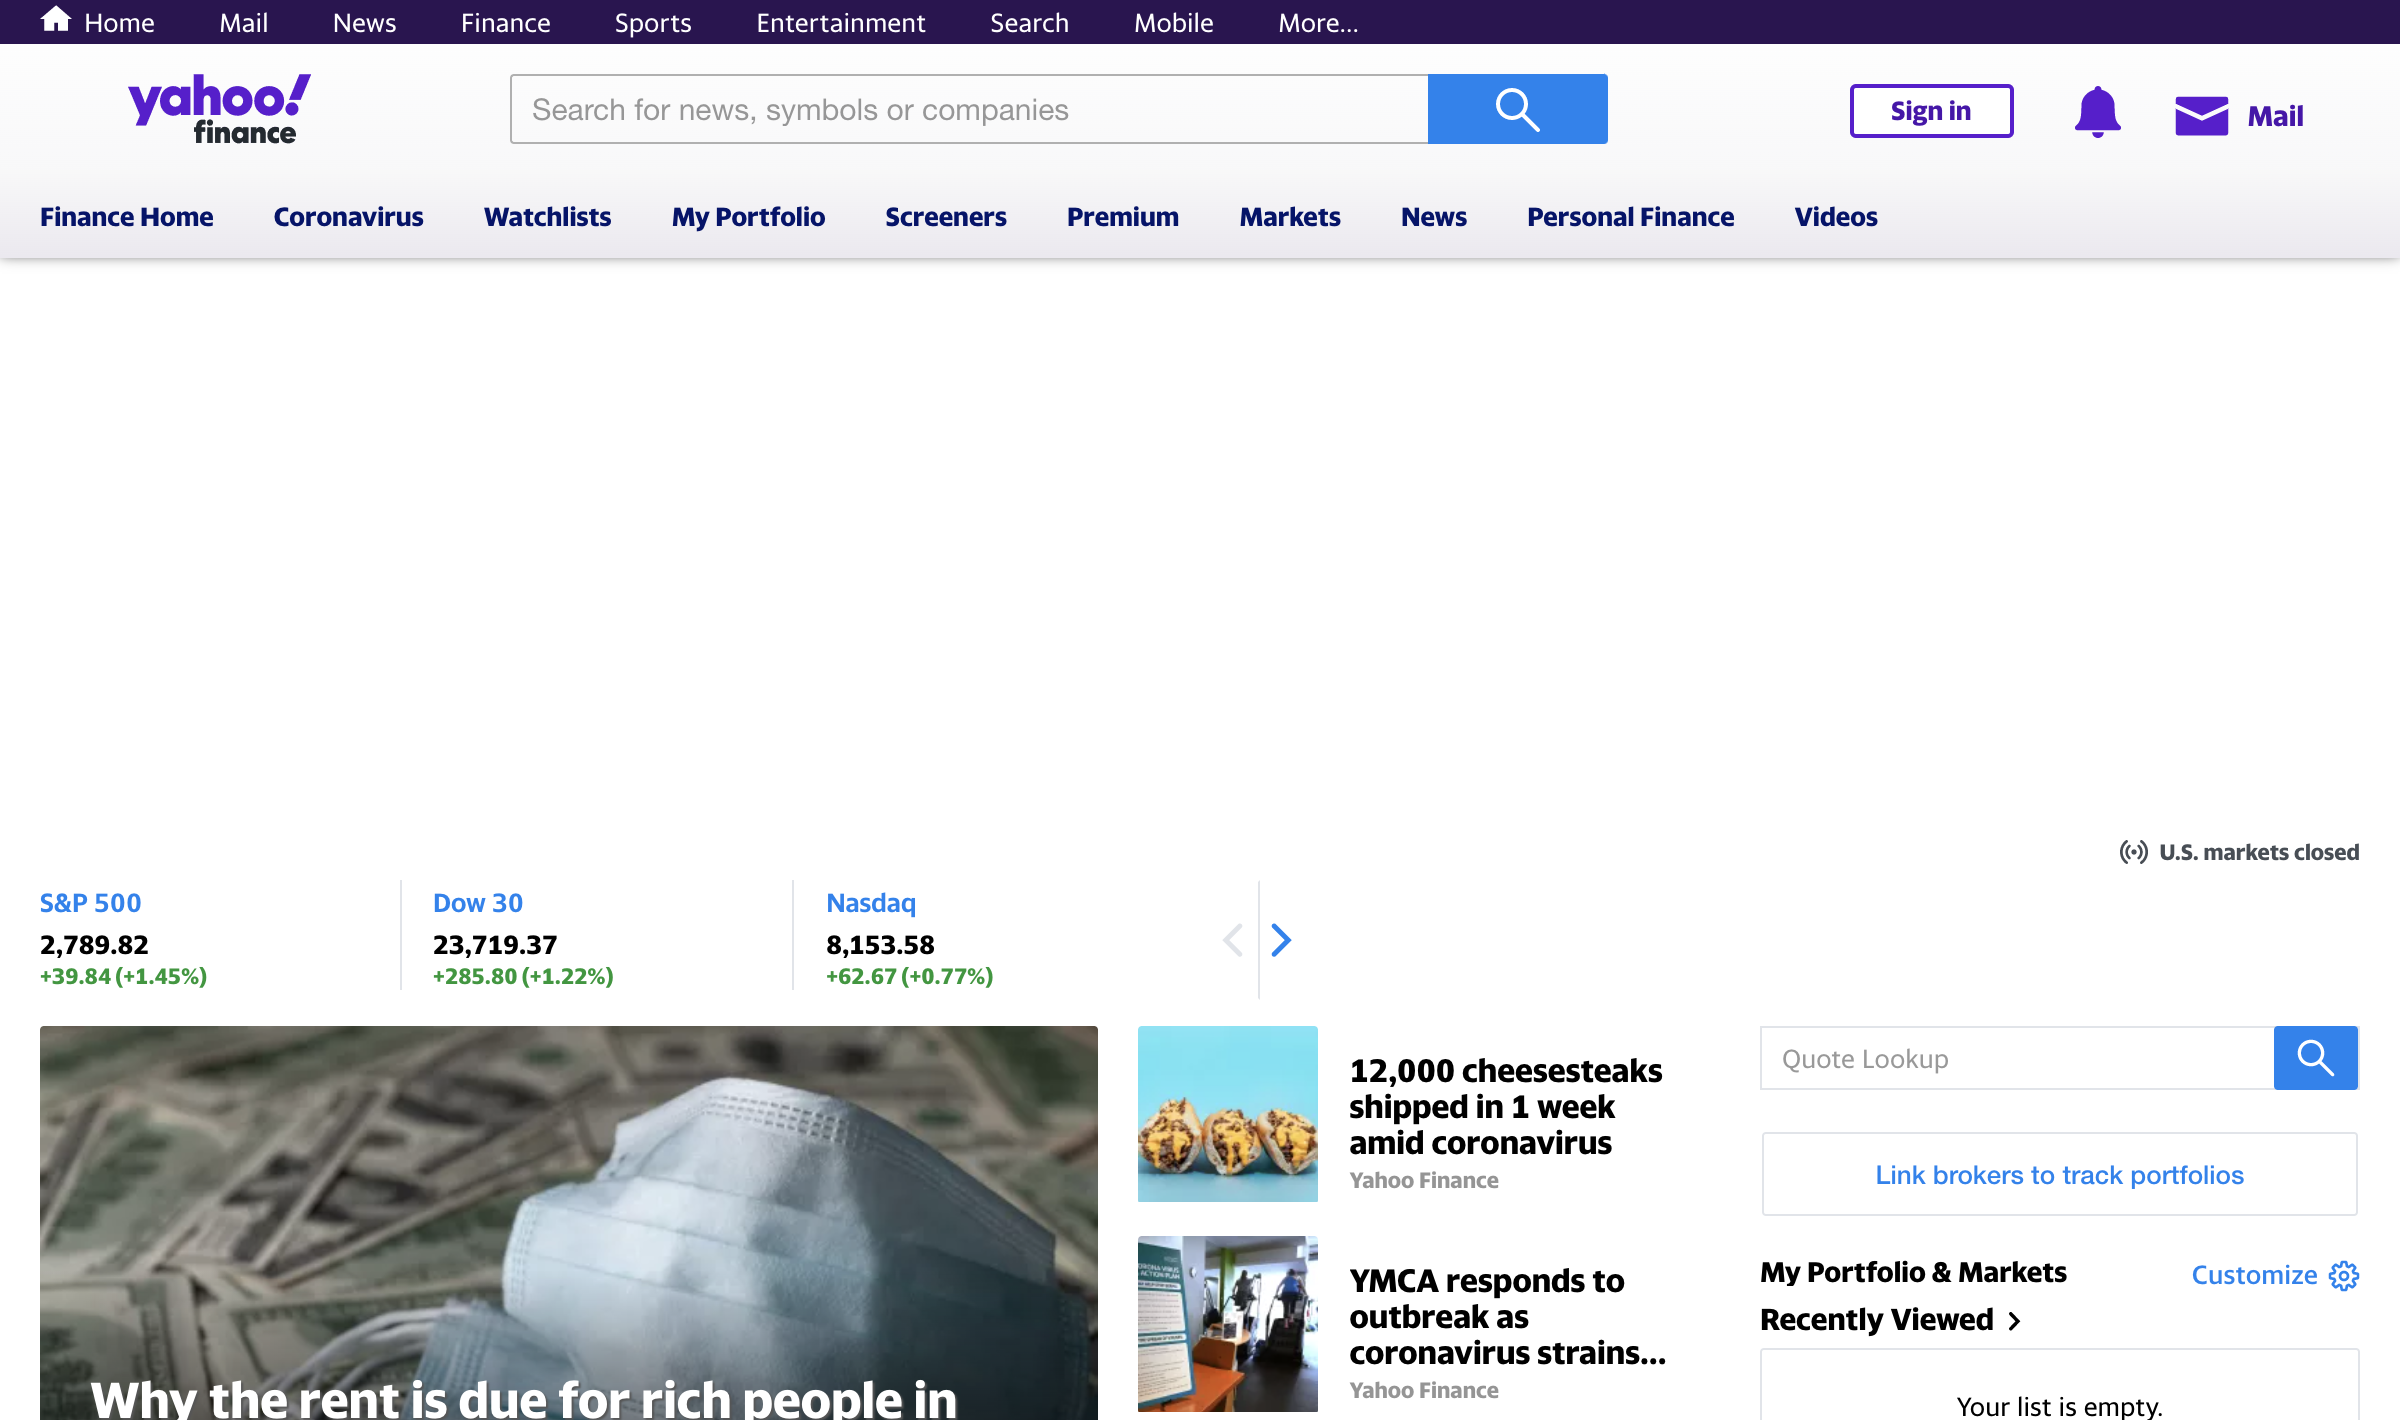 Home Mail News Finance Sports Entertainment Search Mobile More...
yahoo!
finance
Search for news, symbols or companies
Sign in
Mail
Finance Home Coronavirus Watchlists My Portfolio Screeners Premium Markets News Personal Finance Videos
U.S. markets closed
S&P 500
2,789.82
+39.84 (+1.45%)
Dow 30
23,719.37
+285.80 (+1.22%)
Nasdaq
8,153.58
+62.67 (+0.77%)
Why the rent is due for rich people in
12,000 cheesesteaks
shipped in 1 week
amid coronavirus
Yahoo Finance
YMCA responds to
outbreak as
coronavirus strains...
Yahoo Finance
Quote Lookup
Link brokers to track portfolios
My Portfolio & Markets
Customize
Recently Viewed
Your list is empty.